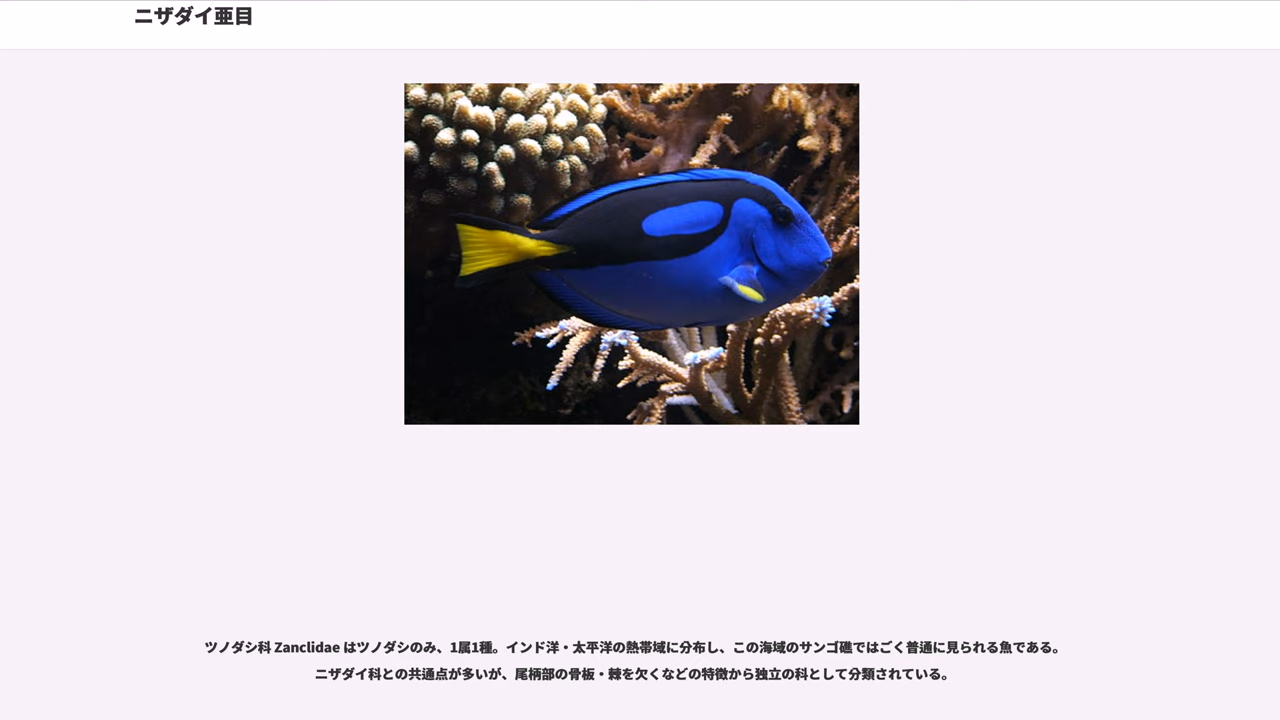 ニザダイ亜目
ツノダシ科 Zanclidae はツノダシのみ、1属1種。インド洋・太平洋の熱帯域に分布し、この海域のサンゴ礁ではごく普通に見られる魚である。
ニザダイ科との共通点が多いが、尾柄部の骨板・棘を欠くなどの特徴から独立の科として分類されている。